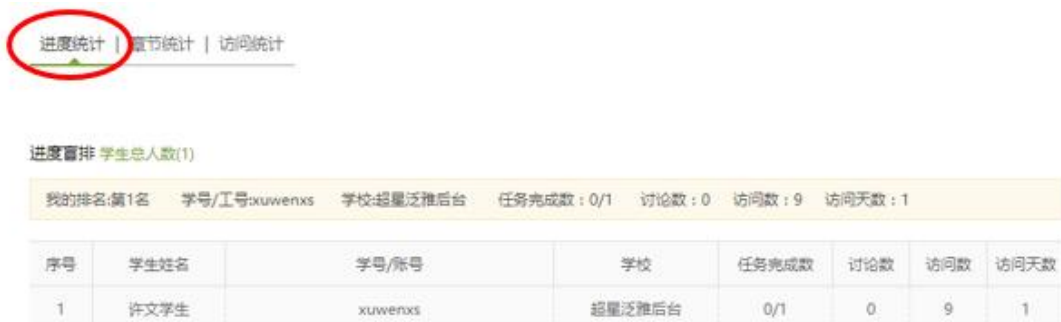 进度统计 | 章节统计 | 访问统计
进度盲排 学生总人数(1)
我的排名:第1名 学号/工号:xuwenxs 学校:超星泛雅后台 任务完成数：0/1 讨论数：0 访问数：9 访问天数：1
序号 学生姓名 学号/账号 学校 任务完成数 讨论数 访问数 访问天数
1 许文学生 xuwenxs 超星泛雅后台 0/1 0 9 1